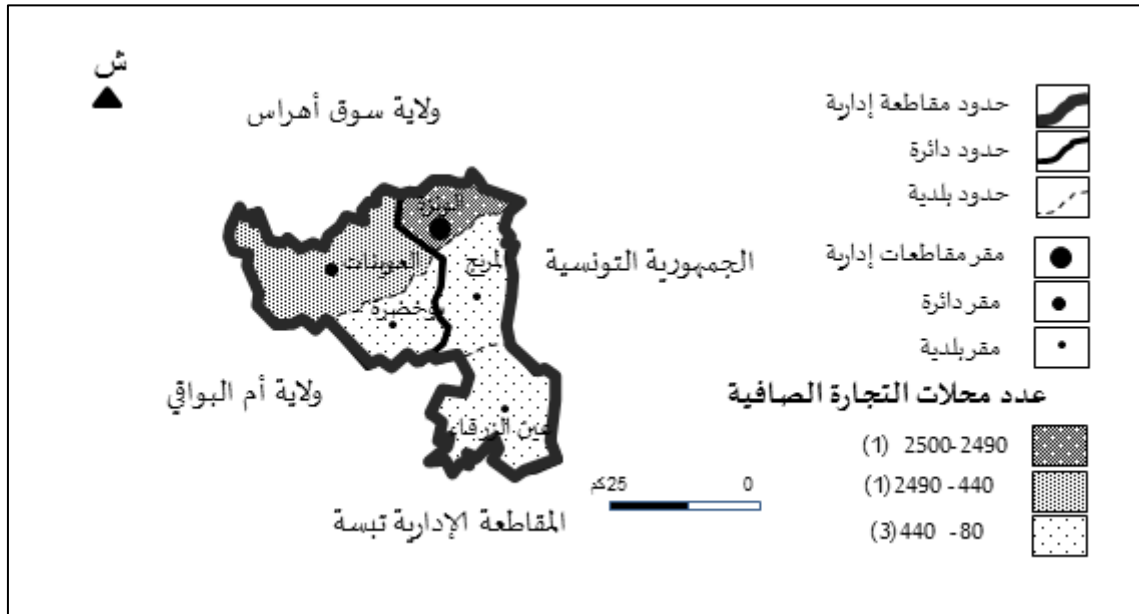 ش
ولاية سوق أهراس
الونزة
العوينات
المريج
بوخضرة
عين الزرقاء
الجمهورية التونسية
ولاية أم البواقي
المقاطعة الإدارية تبسة
0 25كم
حدود مقاطعة إدارية
حدود دائرة
حدود بلدية
مقر مقاطعات إدارية
مقر دائرة
مقر بلدية
عدد محلات التجارة الصافية
2490-2500 (1)
440- 2490(1)
80- 440(3)